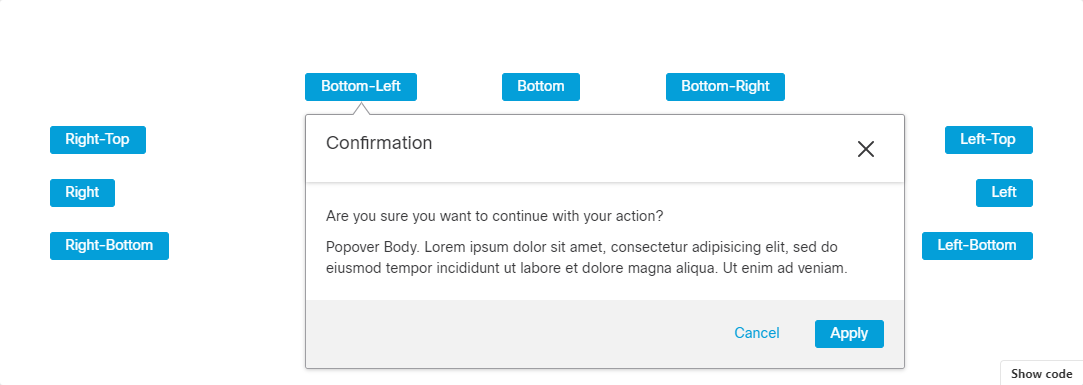 Bottom-Left
Bottom
Bottom-Right
Right-Top
Confirmation
Left-Top
Right
Left
Are you sure you want to continue with your action?
Right-Bottom
Popover Body. Lorem ipsum dolor sit amet, consectetur adipisicing elit, sed do
eiusmod tempor incididunt ut labore et dolore magna aliqua. Ut enim ad veniam.
Left-Bottom
Cancel
Apply
Show code